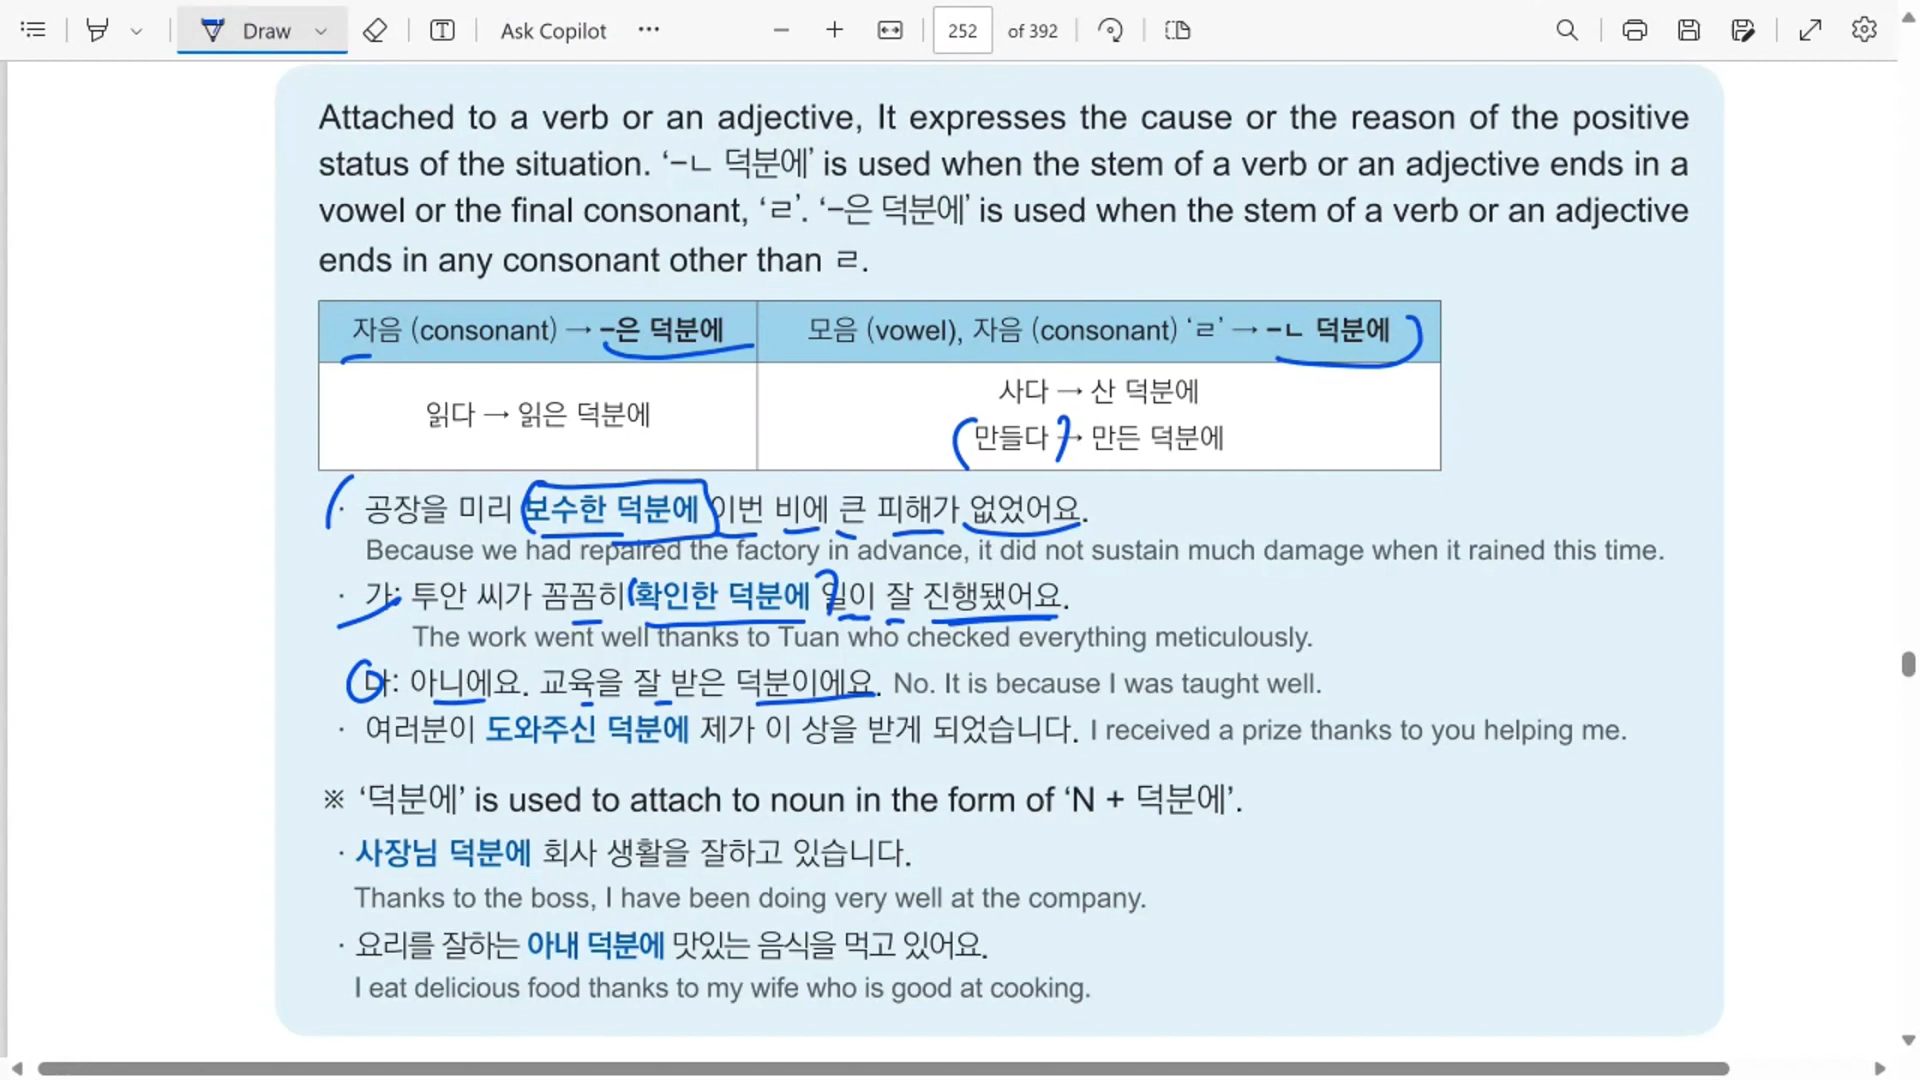 Draw
Ask Copilot
252 of 392
Attached to a verb or an adjective, It expresses the cause or the reason of the positive
status of the situation. ‘–ㄴ 덕분에’ is used when the stem of a verb or an adjective ends in a
vowel or the final consonant, ‘ㄹ’. ‘–은 덕분에’ is used when the stem of a verb or an adjective
ends in any consonant other than ㄹ.
자음 (consonant) → –은 덕분에
모음 (vowel), 자음 (consonant) ‘ㄹ’ → –ㄴ 덕분에
읽다 → 읽은 덕분에
사다 → 산 덕분에
만들다 → 만든 덕분에
· 공장을 미리 보수한 덕분에 이번 비에 큰 피해가 없었어요.
Because we had repaired the factory in advance, it did not sustain much damage when it rained this time.
· 가: 투안 씨가 꼼꼼히 확인한 덕분에 일이 잘 진행됐어요.
The work went well thanks to Tuan who checked everything meticulously.
나: 아니에요. 교육을 잘 받은 덕분이에요. No. It is because I was taught well.
· 여러분이 도와주신 덕분에 제가 이 상을 받게 되었습니다. I received a prize thanks to you helping me.
※ ‘덕분에’ is used to attach to noun in the form of ‘N + 덕분에’.
· 사장님 덕분에 회사 생활을 잘하고 있습니다.
Thanks to the boss, I have been doing very well at the company.
· 요리를 잘하는 아내 덕분에 맛있는 음식을 먹고 있어요.
I eat delicious food thanks to my wife who is good at cooking.